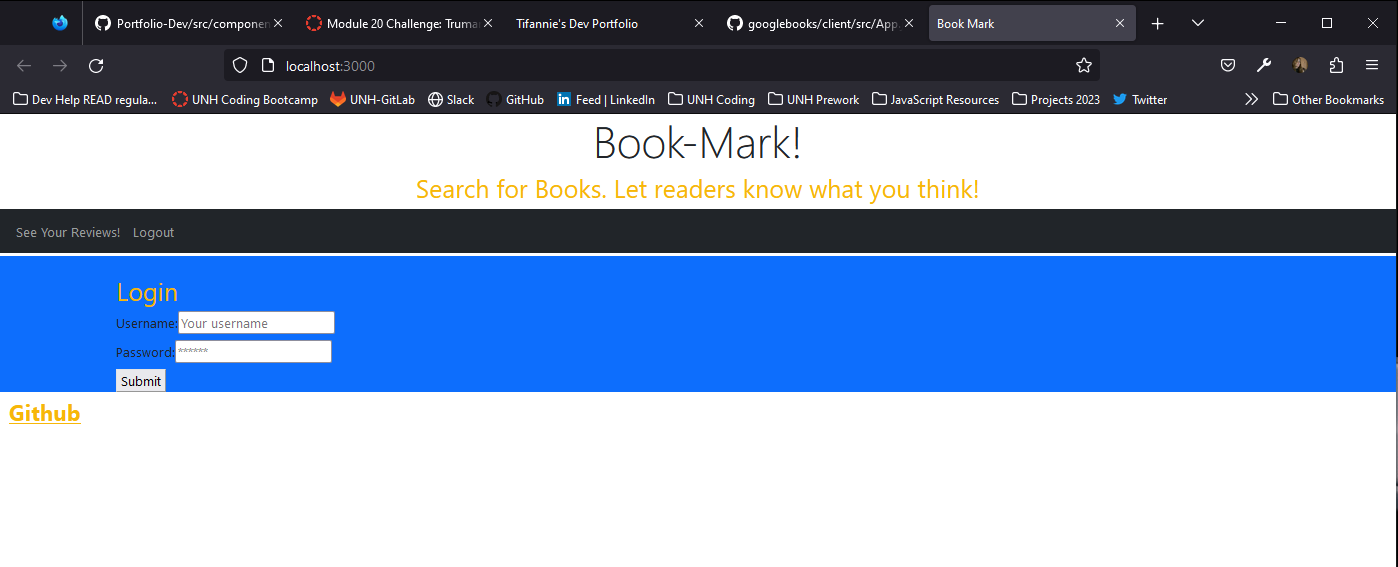 Portfolio-Dev/src/componen
Module 20 Challenge: Truma
Tifannie's Dev Portfolio
googlebooks/client/src/App.
Book Mark
localhost:3000
Dev Help READ regula...
UNH Coding Bootcamp
UNH-GitLab
Slack
GitHub
Feed | LinkedIn
UNH Coding
UNH Prework
JavaScript Resources
Projects 2023
Twitter
Other Bookmarks
Book-Mark!
Search for Books. Let readers know what you think!
See Your Reviews! Logout
Login
Username: Your username
Password: ******
Submit
Github